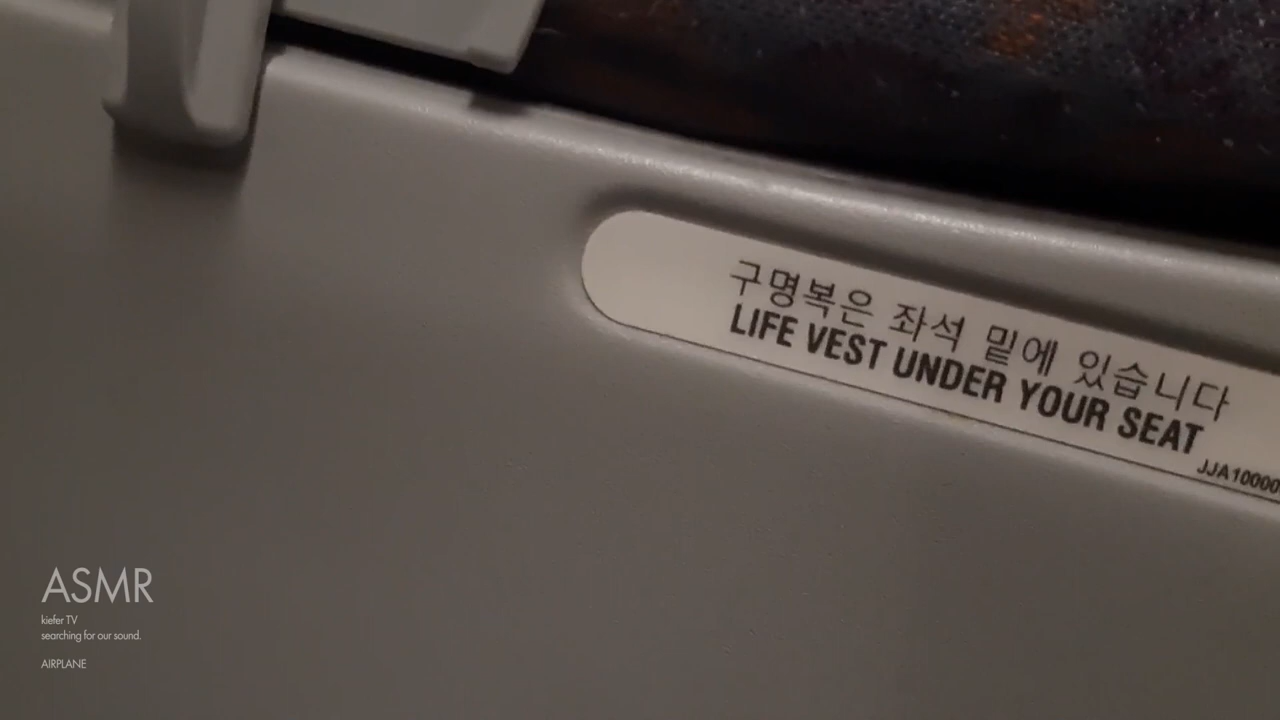 구명복은 좌석 밑에 있습니다
LIFE VEST UNDER YOUR SEAT
JJA10000
ASMR
kiefer TV
searching for our sound.
AIRPLANE